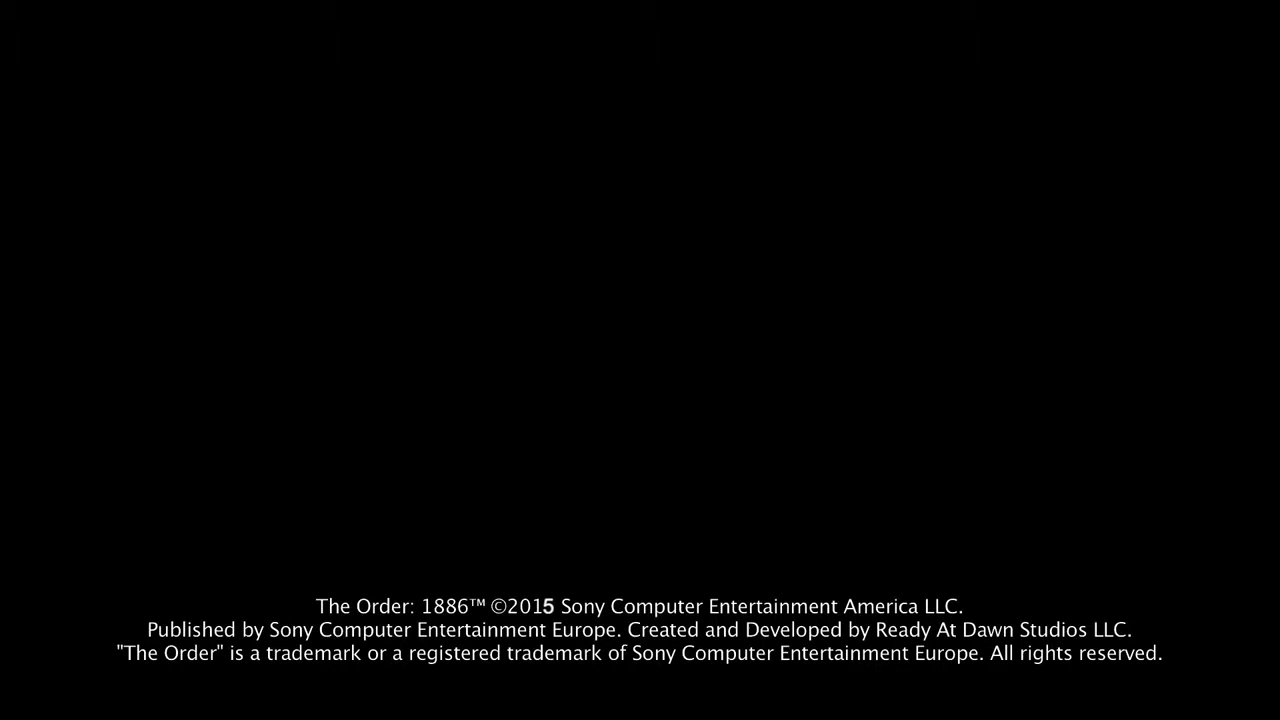 The Order: 1886™ ©2015 Sony Computer Entertainment America LLC.
Published by Sony Computer Entertainment Europe. Created and Developed by Ready At Dawn Studios LLC.
"The Order" is a trademark or a registered trademark of Sony Computer Entertainment Europe. All rights reserved.